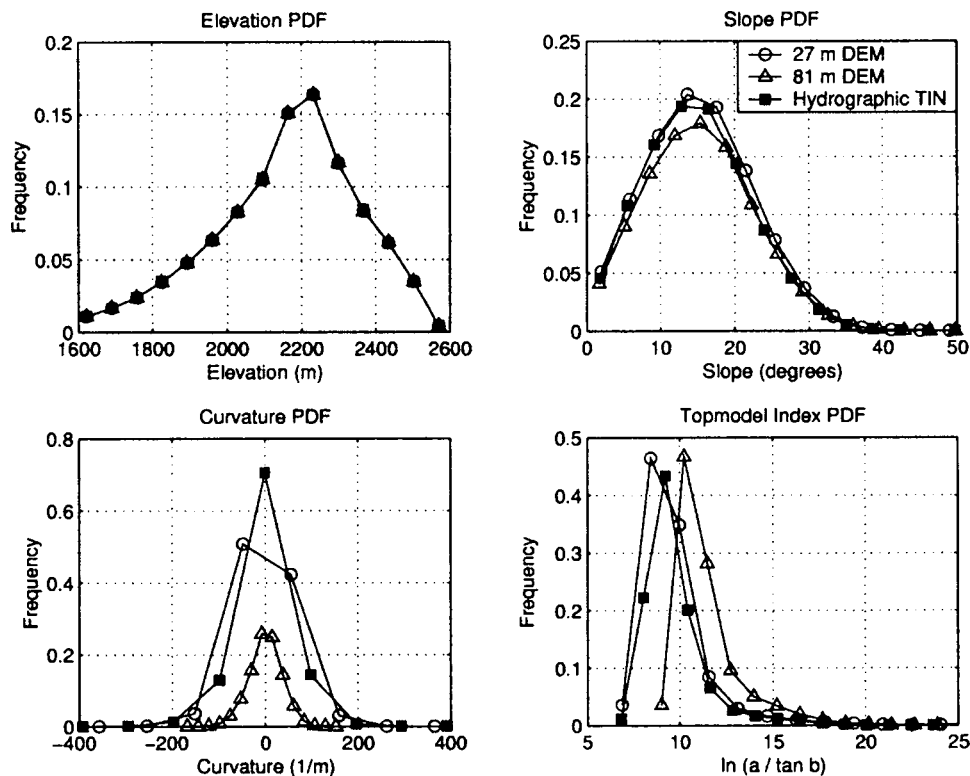 Elevation PDF
0.2
0.15
0.1
0.05
0
Frequency
1600 1800 2000 2200 2400 2600
Elevation (m)
Slope PDF
0.25
0.2
0.15
0.1
0.05
0
Frequency
27 m DEM
81 m DEM
Hydrographic TIN
0 10 20 30 40 50
Slope (degrees)
Curvature PDF
0.8
0.6
0.4
0.2
0
Frequency
-400 -200 0 200 400
Curvature (1/m)
Topmodel Index PDF
0.5
0.4
0.3
0.2
0.1
0
Frequency
5 10 15 20 25
ln (a / tan b)